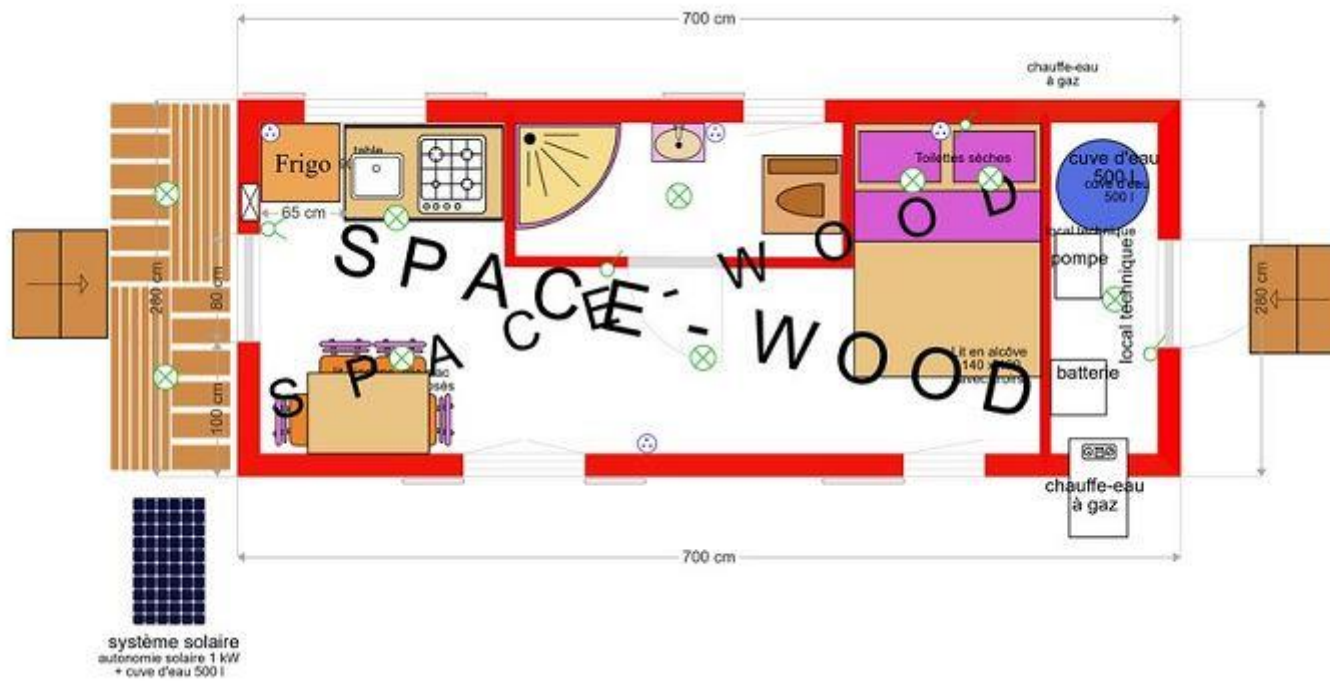 700 cm
chauffe-eau
à gaz
Frigo
table
65 cm
Toilettes sèches
cuve d'eau
500 l
cuve d'eau
500 l
local technique
pompe
local technique
280 cm
80 cm
280 cm
SPACE-WOOD
SPACE-WOOD
Lit en alcôve
batterie
100 cm
chauffe-eau
à gaz
700 cm
système solaire
autonomie solaire 1 kW
+ cuve d'eau 500 l